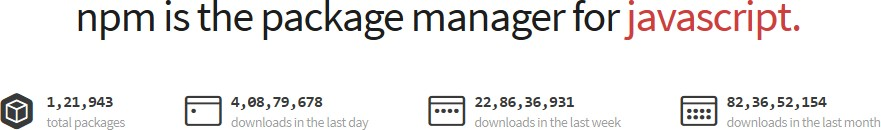 npm is the package manager for javascript.
1,21,943 4,08,79,678 22,86,36,931 82,36,52,154
total packages downloads in the last day downloads in the last week downloads in the last month